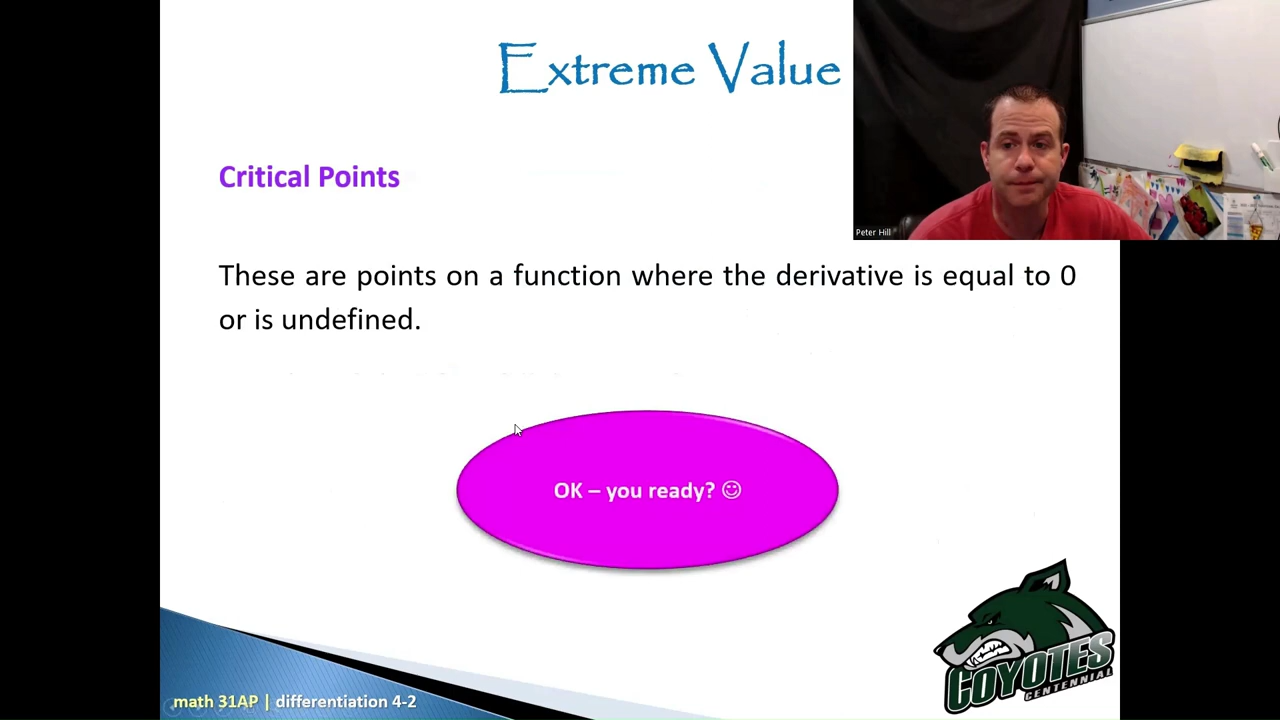 Extreme Value
Critical Points
Peter Hill
These are points on a function where the derivative is equal to 0
or is undefined.
OK – you ready? ☺
COYOTES
CENTENNIAL
math 31AP | differentiation 4-2